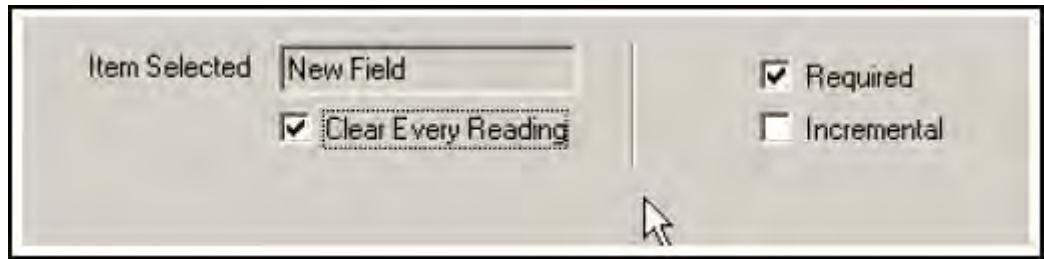 Item Selected New Field
Clear Every Reading
Required
Incremental